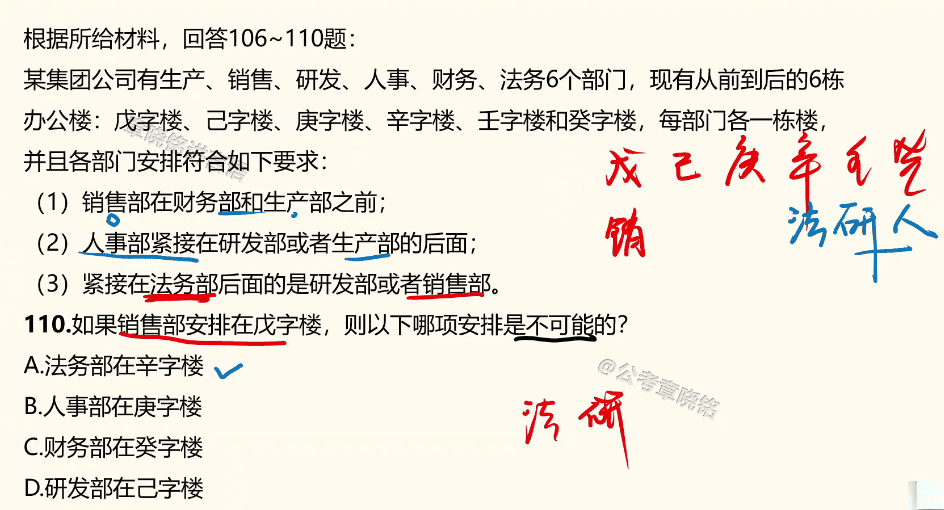 根据所给材料，回答106~110题：
某集团公司有生产、销售、研发、人事、财务、法务6个部门，现有从前到后的6栋
办公楼：戊字楼、己字楼、庚字楼、辛字楼、壬字楼和癸字楼，每部门各一栋楼，
并且各部门安排符合如下要求：
（1）销售部在财务部和生产部之前；
戊 己 庚 辛 壬 癸
销 法 研 人
（2）人事部紧接在研发部或者生产部的后面；
（3）紧接在法务部后面的是研发部或者销售部。
110.如果销售部安排在戊字楼，则以下哪项安排是不可能的？
A.法务部在辛字楼
@公考章晓铭
B.人事部在庚字楼
法 研
C.财务部在癸字楼
D.研发部在己字楼